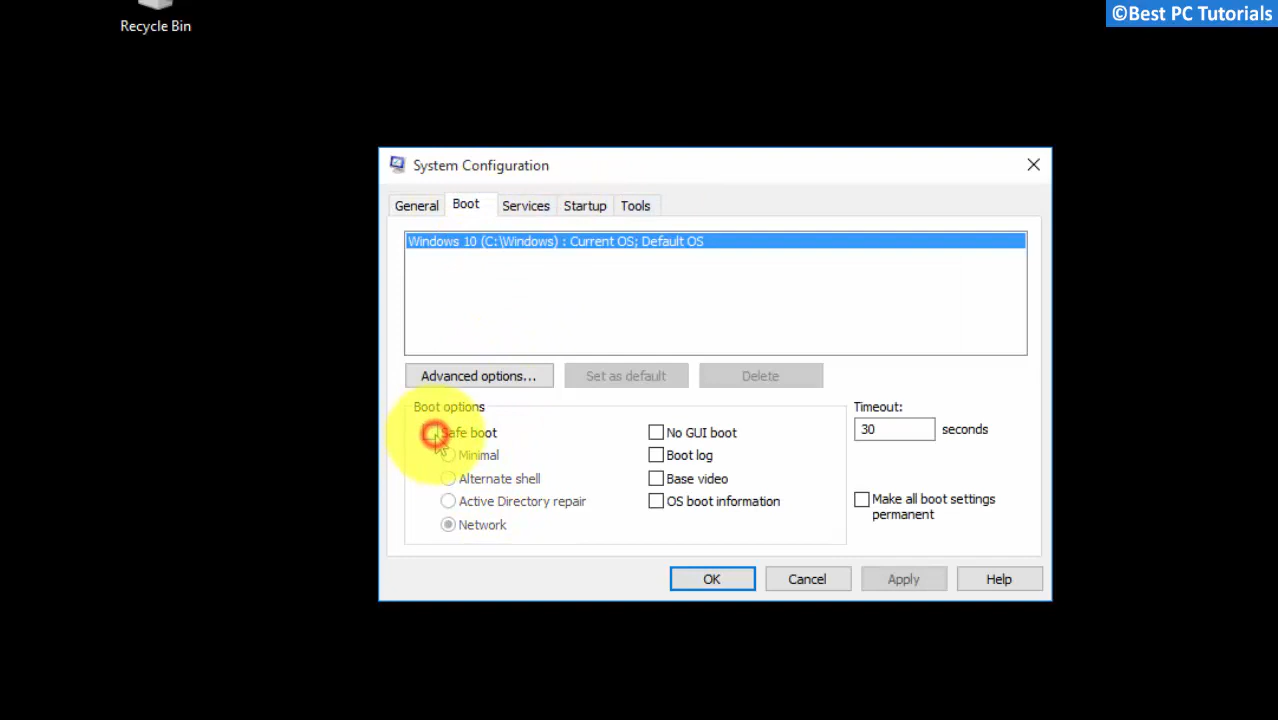 ©Best PC Tutorials
Recycle Bin
System Configuration
General Boot Services Startup Tools
Windows 10 (C:\Windows) : Current OS; Default OS
Advanced options... Set as default Delete
Boot options
Timeout:
Safe boot No GUI boot 30 seconds
Minimal Boot log
Alternate shell Base video
Active Directory repair OS boot information Make all boot settings
permanent
Network
OK Cancel Apply Help